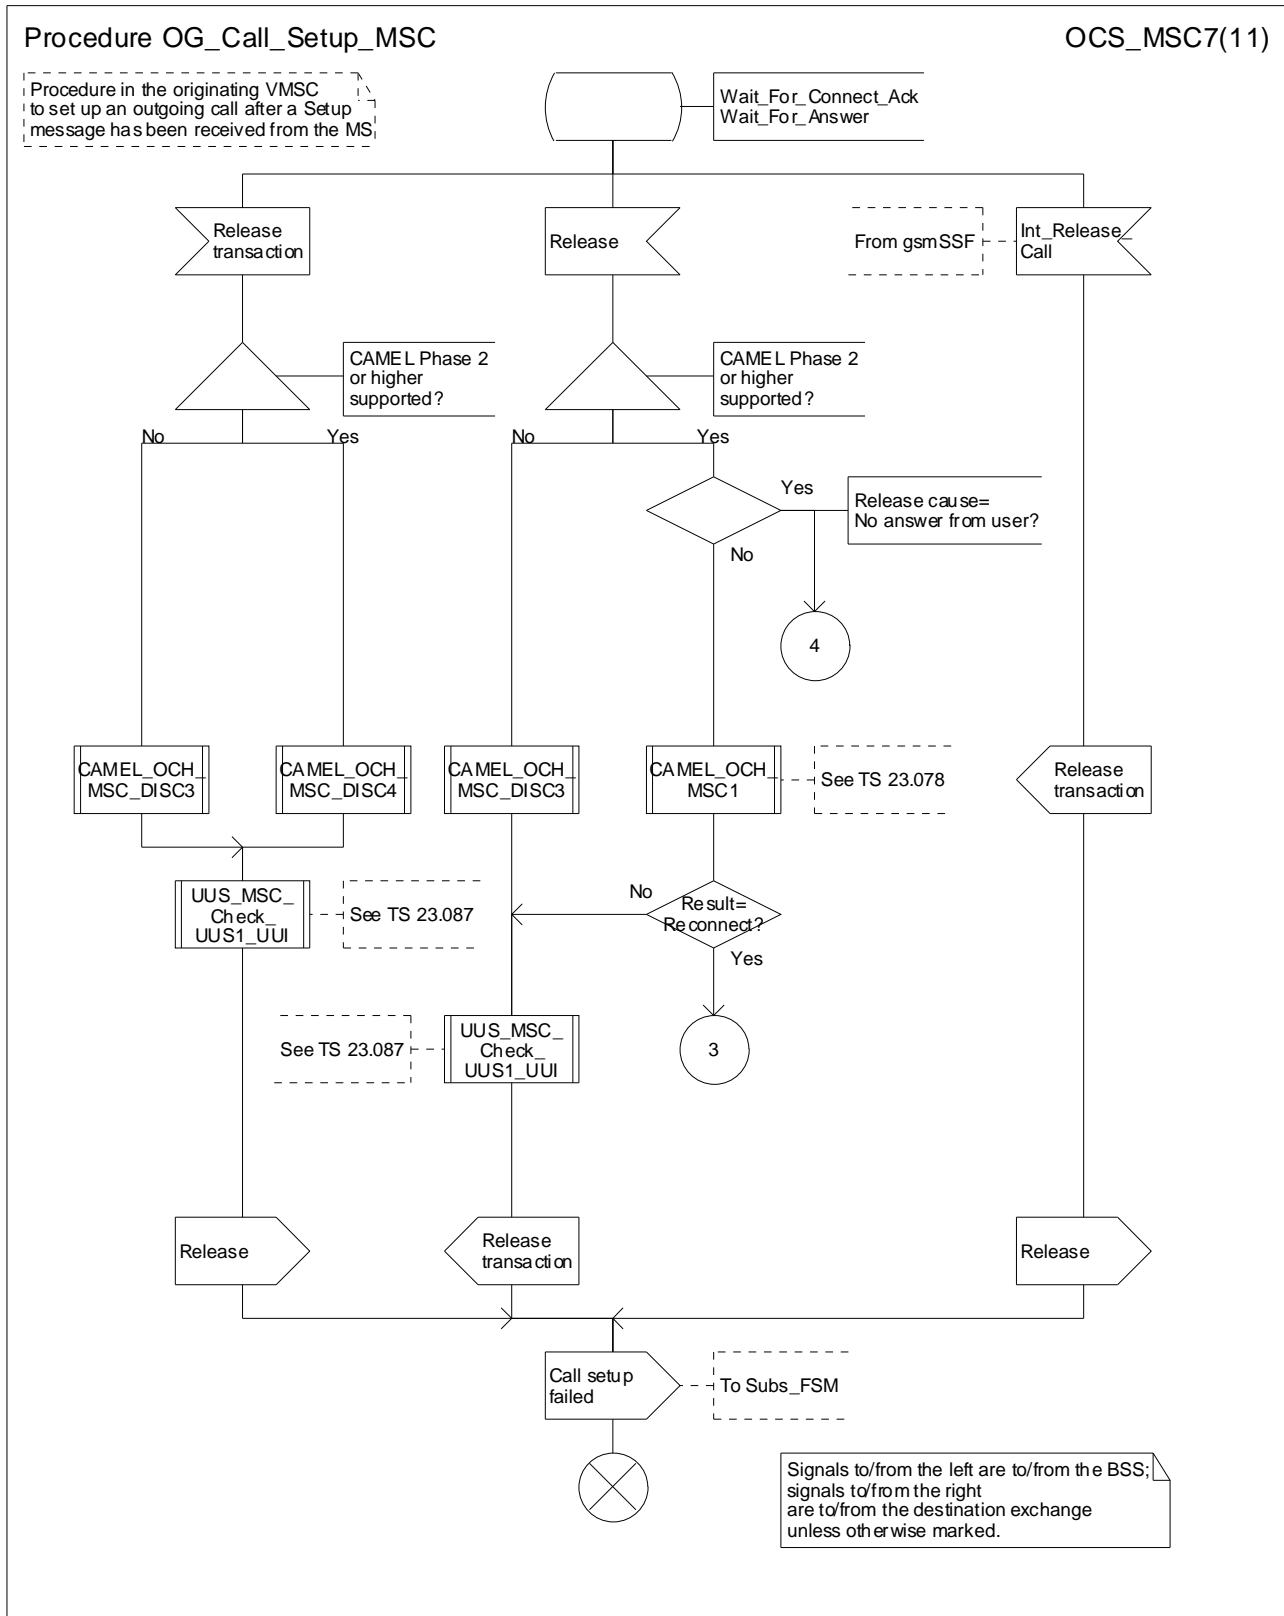 Procedure OG_Call_Setup_MSC
OCS_MSC7(11)
Procedure in the originating VMSC
to set up an outgoing call after a Setup
message has been received from the MS
Wait_For_Connect_Ack
Wait_For_Answer
Release
transaction
Release
From gsmSSF
Int_Release_
Call
CAMEL Phase 2
or higher
supported?
CAMEL Phase 2
or higher
supported?
No
Yes
No
Yes
Yes
Release cause=
No answer from user?
No
4
CAMEL_OCH_
MSC_DISC3
CAMEL_OCH_
MSC_DISC4
CAMEL_OCH_
MSC_DISC3
CAMEL_OCH_
MSC1
See TS 23.078
Release
transaction
UUS_MSC_
Check_
UUS1_UUI
See TS 23.087
No
Result=
Reconnect?
Yes
See TS 23.087
UUS_MSC_
Check_
UUS1_UUI
3
Release
Release
transaction
Release
Call setup
failed
To Subs_FSM
Signals to/from the left are to/from the BSS;
signals to/from the right
are to/from the destination exchange
unless otherwise marked.